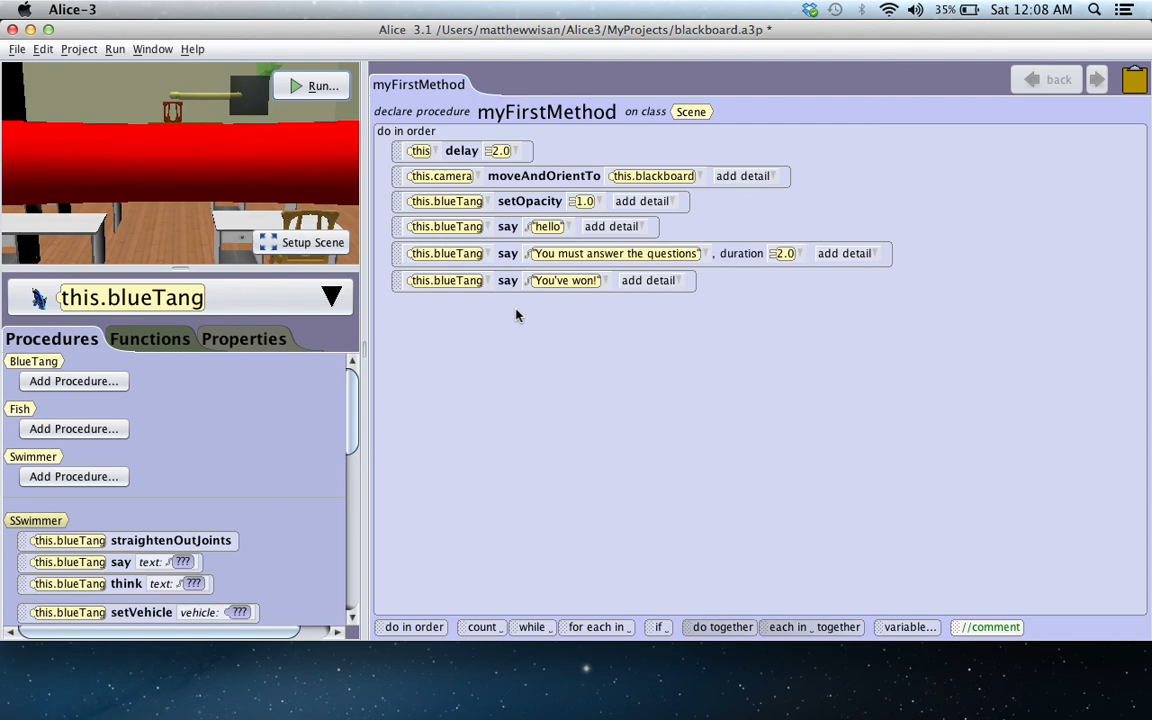 Alice-3 35% Sat 12:08 AM
Alice 3.1 /Users/matthewwisan/Alice3/MyProjects/blackboard.a3p *
File Edit Project Run Window Help
Run...
Setup Scene
this.blueTang
Procedures Functions Properties
BlueTang
Add Procedure...
Fish
Add Procedure...
Swimmer
Add Procedure...
SSwimmer
this.blueTang straightenOutJoints
this.blueTang say text: ???
this.blueTang think text: ???
this.blueTang setVehicle vehicle: ???
myFirstMethod
back
declare procedure myFirstMethod on class Scene
do in order
this delay 2.0
this.camera moveAndOrientTo this.blackboard add detail
this.blueTang setOpacity 1.0 add detail
this.blueTang say "hello" add detail
this.blueTang say "You must answer the questions" , duration 2.0 add detail
this.blueTang say "You've won!" add detail
do in order count while for each in if do together each in together variable... //comment